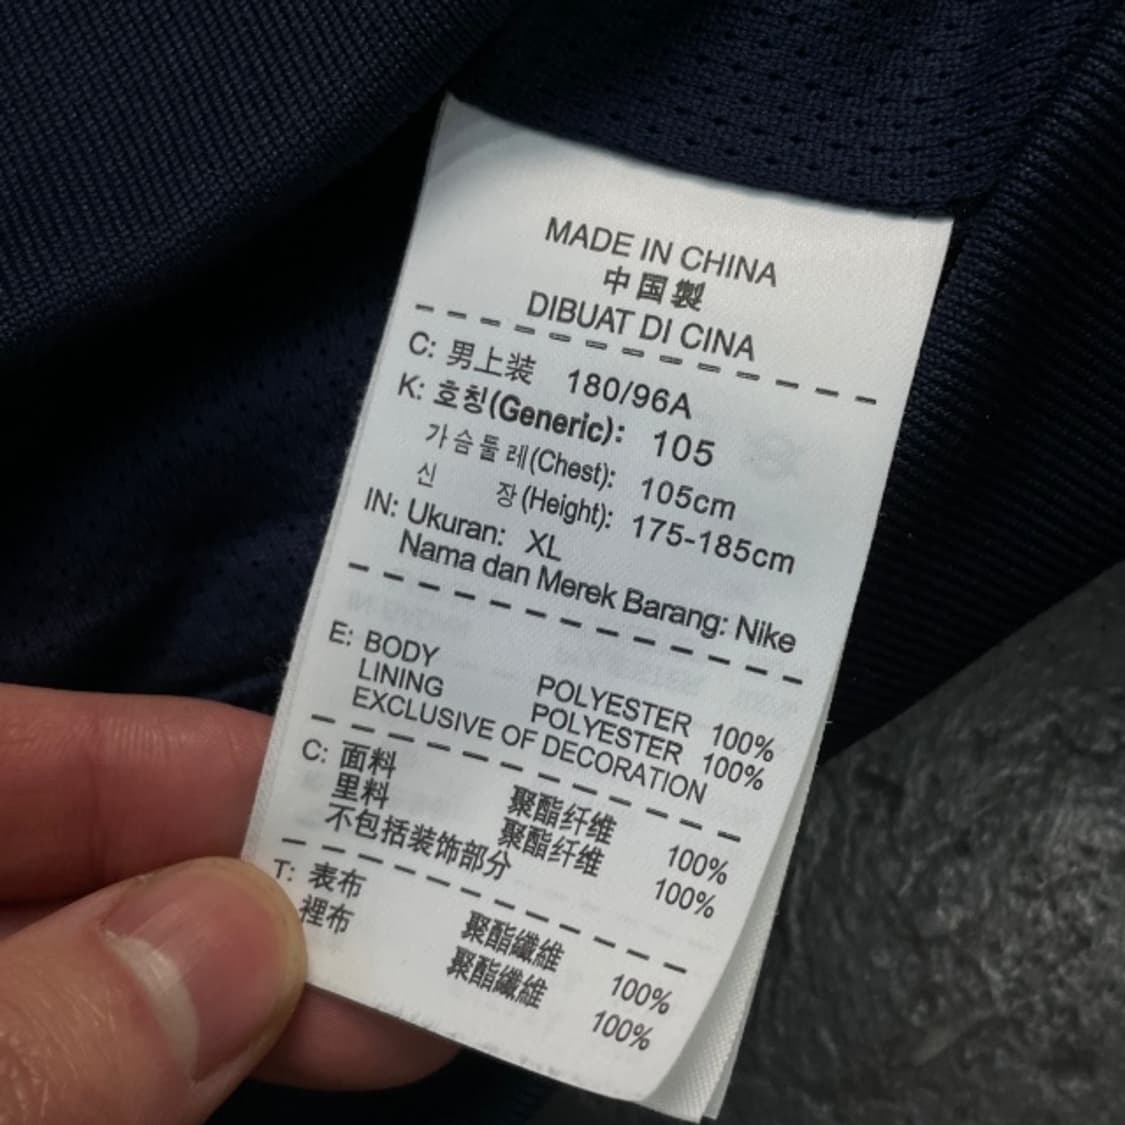 MADE IN CHINA
中国製
DIBUAT DI CINA
C: 男上装 180/96A
K: 호칭(Generic): 105
가슴둘레(Chest): 105cm
신 장(Height): 175-185cm
IN: Ukuran: XL
Nama dan Merek Barang: Nike
E: BODY POLYESTER 100%
LINING POLYESTER 100%
EXCLUSIVE OF DECORATION
C: 面料 聚酯纤维 100%
里料 聚酯纤维 100%
不包括装饰部分
T: 表布 聚酯纖維 100%
裡布 聚酯纖維 100%